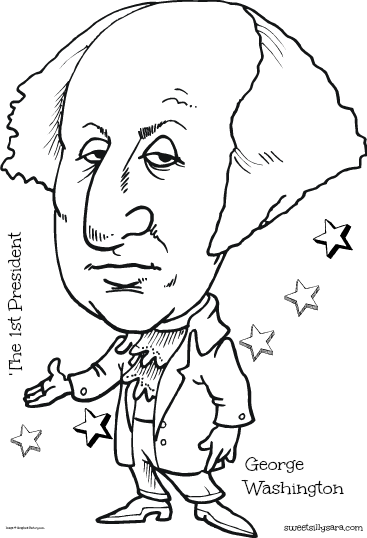 'The 1st President
George
Washington
sweetsillysara.com